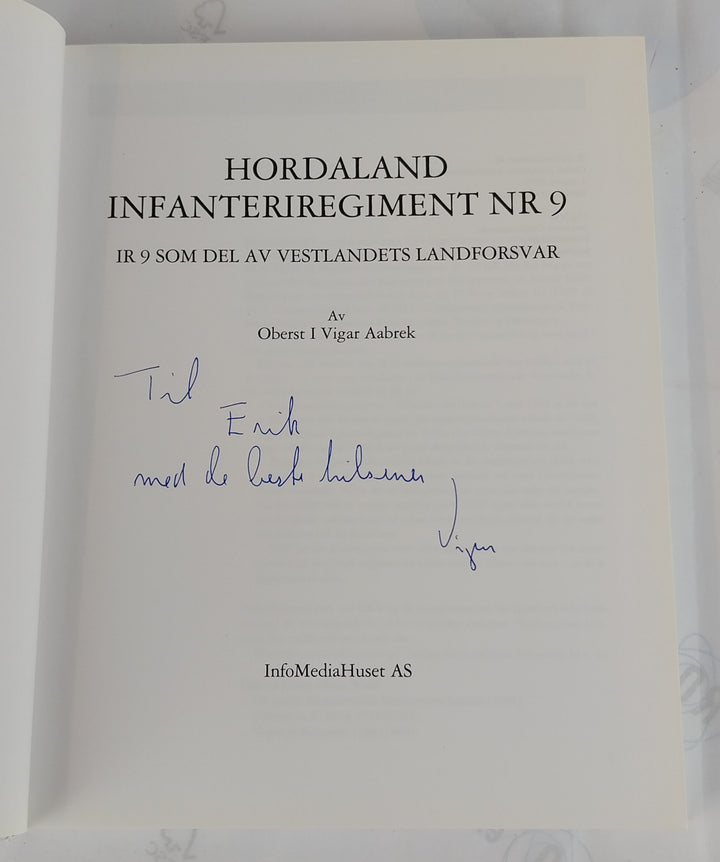 HORDALAND
INFANTERIREGIMENT NR 9
IR 9 SOM DEL AV VESTLANDETS LANDFORSVAR
Av
Oberst I Vigar Aabrek
Til
Erik
med de beste hilsener
Vigar
InfoMediaHuset AS